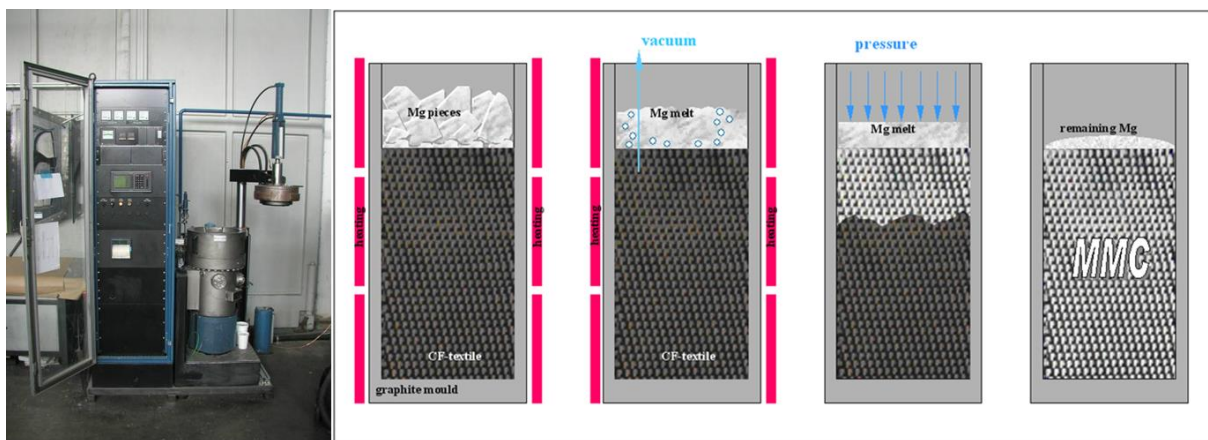 vacuum
pressure
Mg pieces
Mg melt
Mg melt
remaining Mg
heating
heating
heating
heating
MMC
CF-textile
CF-textile
graphite mould